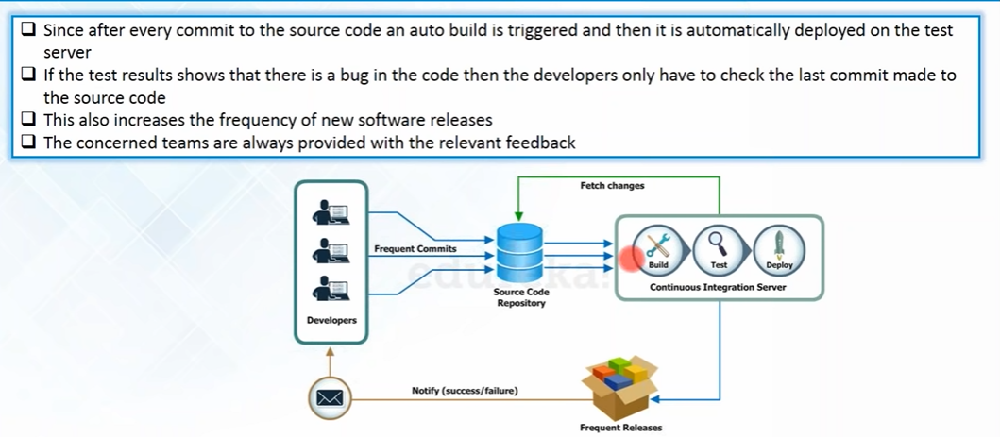 Since after every commit to the source code an auto build is triggered and then it is automatically deployed on the test
server
If the test results shows that there is a bug in the code then the developers only have to check the last commit made to
the source code
This also increases the frequency of new software releases
The concerned teams are always provided with the relevant feedback
Fetch changes
Frequent Commits
Build
Test
Deploy
Continuous Integration Server
Source Code
Repository
Developers
Notify (success/failure)
Frequent Releases